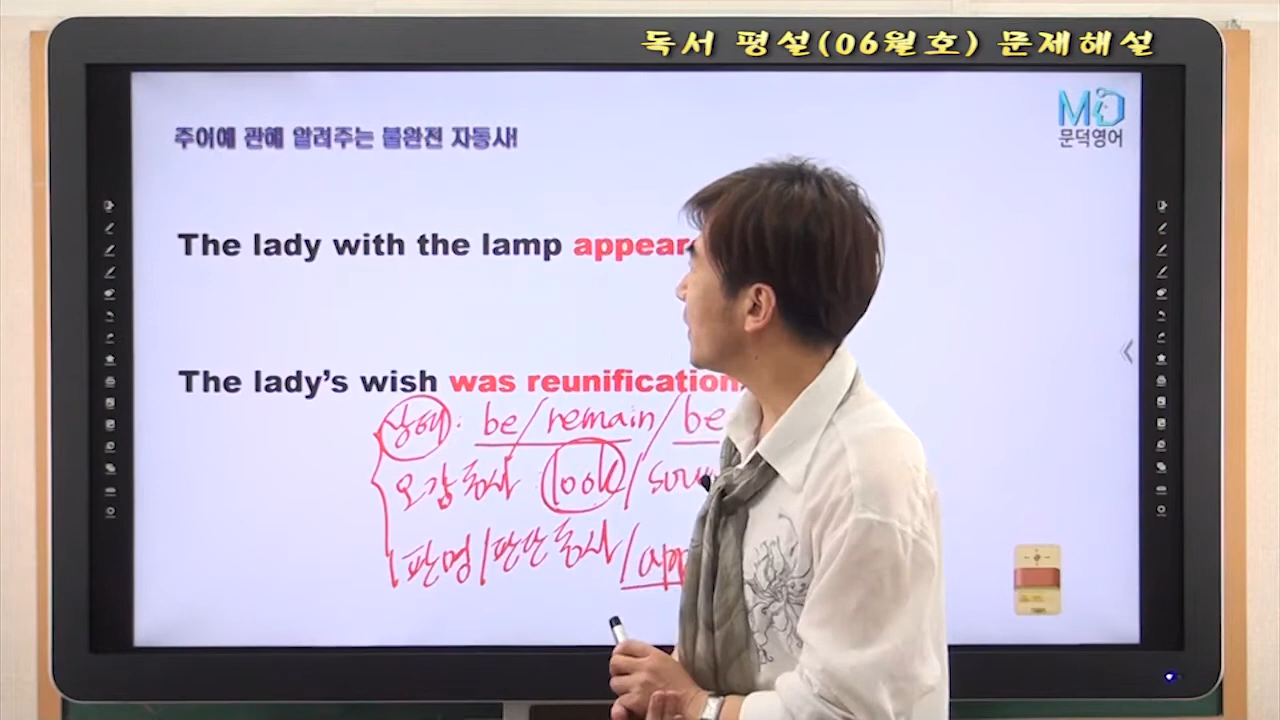 독서 평설(06월호) 문제해설
MD
문덕영어
주어에 관해 알려주는 불완전 자동사!
The lady with the lamp appear
The lady's wish was reunification.
상태: be/remain/be
오감동사 look/sou
판명/판단동사/app